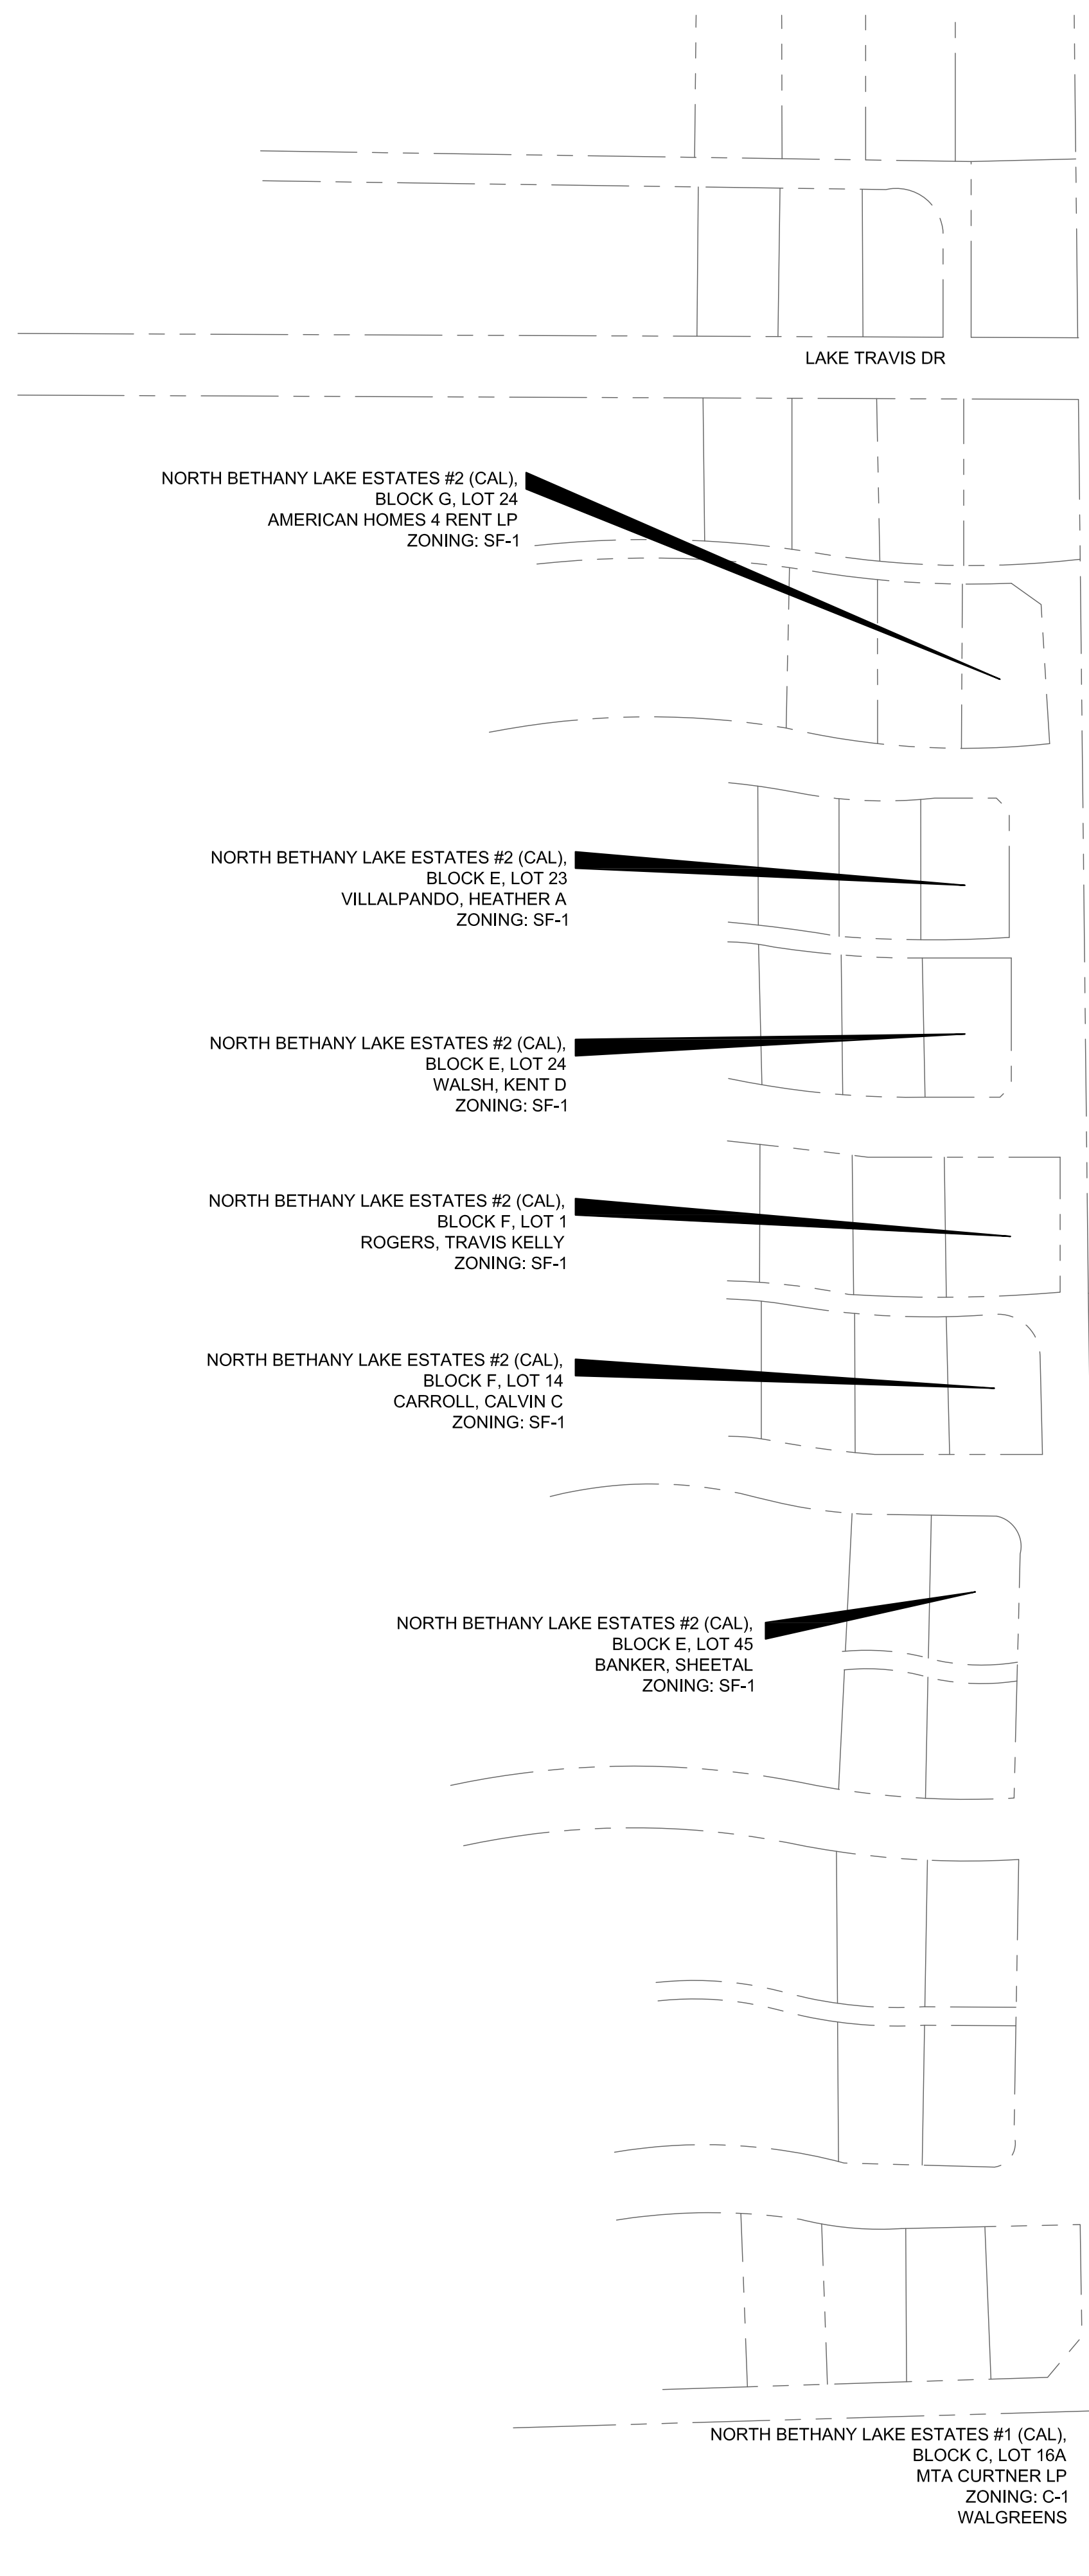 LAKE TRAVIS DR
NORTH BETHANY LAKE ESTATES #2 (CAL),
BLOCK G, LOT 24
AMERICAN HOMES 4 RENT LP
ZONING: SF-1
NORTH BETHANY LAKE ESTATES #2 (CAL),
BLOCK E, LOT 23
VILLALPANDO, HEATHER A
ZONING: SF-1
NORTH BETHANY LAKE ESTATES #2 (CAL),
BLOCK E, LOT 24
WALSH, KENT D
ZONING: SF-1
NORTH BETHANY LAKE ESTATES #2 (CAL),
BLOCK F, LOT 1
ROGERS, TRAVIS KELLY
ZONING: SF-1
NORTH BETHANY LAKE ESTATES #2 (CAL),
BLOCK F, LOT 14
CARROLL, CALVIN C
ZONING: SF-1
NORTH BETHANY LAKE ESTATES #2 (CAL),
BLOCK E, LOT 45
BANKER, SHEETAL
ZONING: SF-1
NORTH BETHANY LAKE ESTATES #1 (CAL),
BLOCK C, LOT 16A
MTA CURTNER LP
ZONING: C-1
WALGREENS